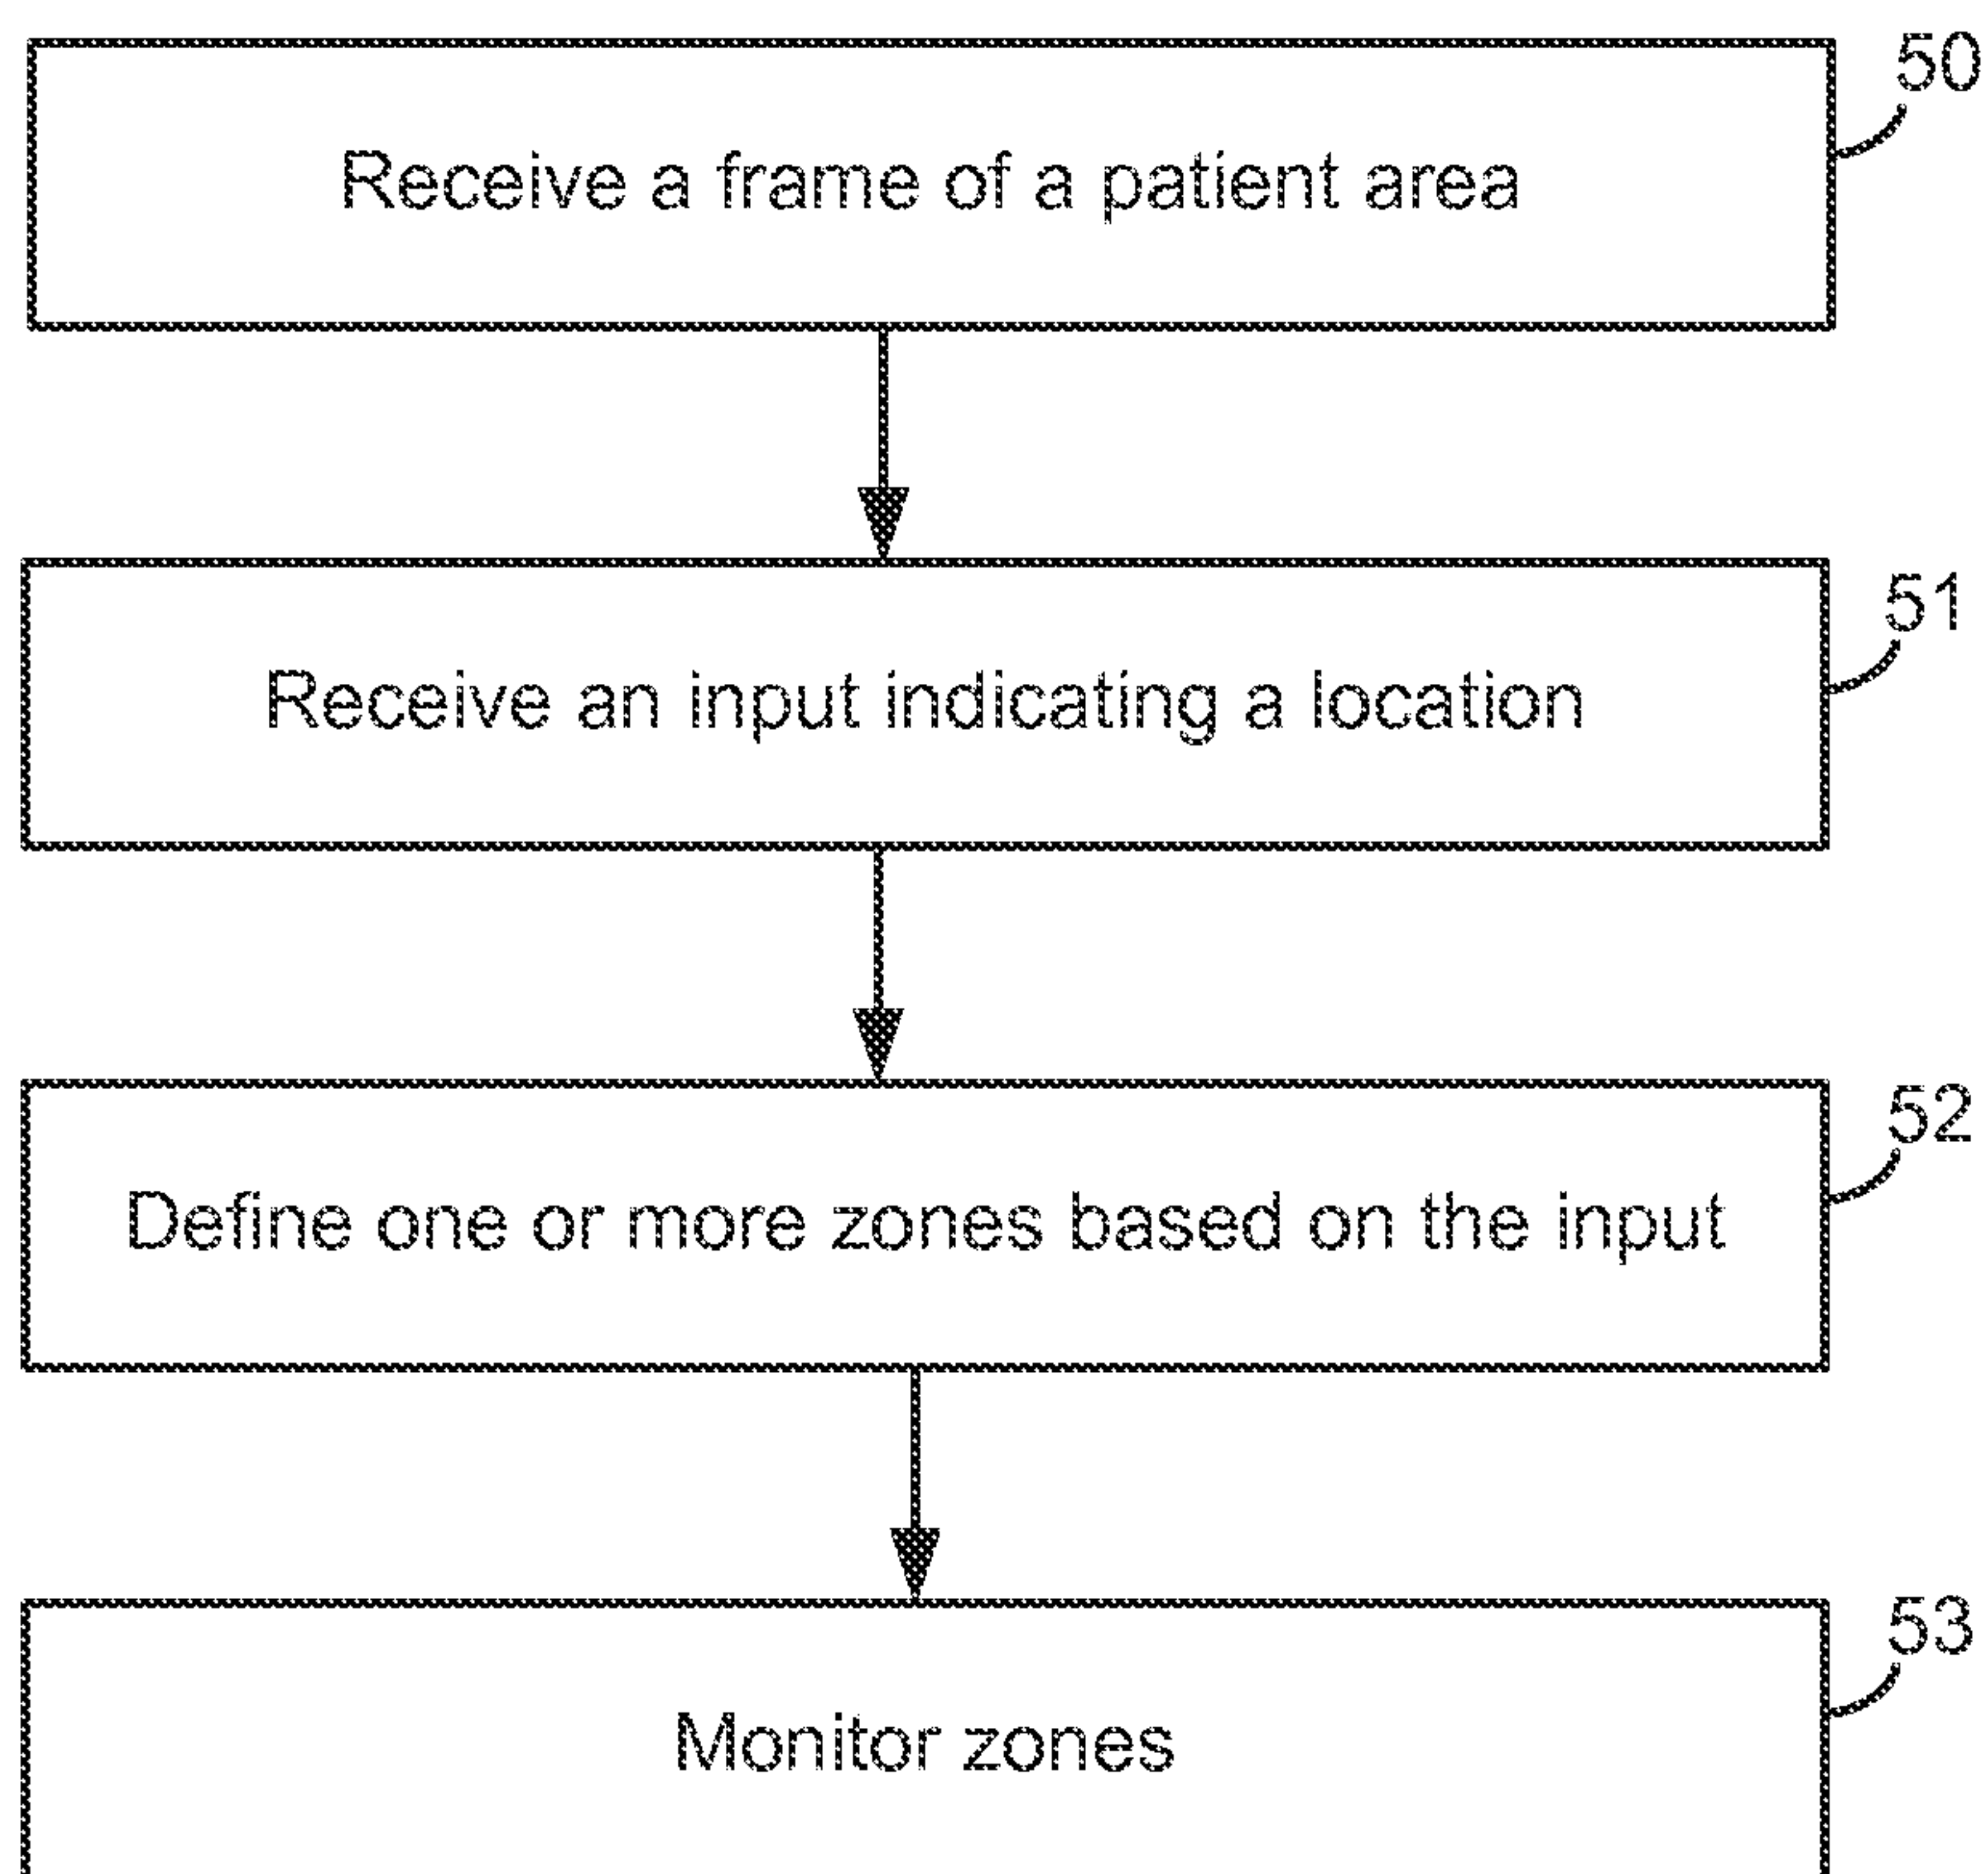 50
Receive a frame of a patient area
51
Receive an input indicating a location
52
Define one or more zones based on the input
53
Monitor zones